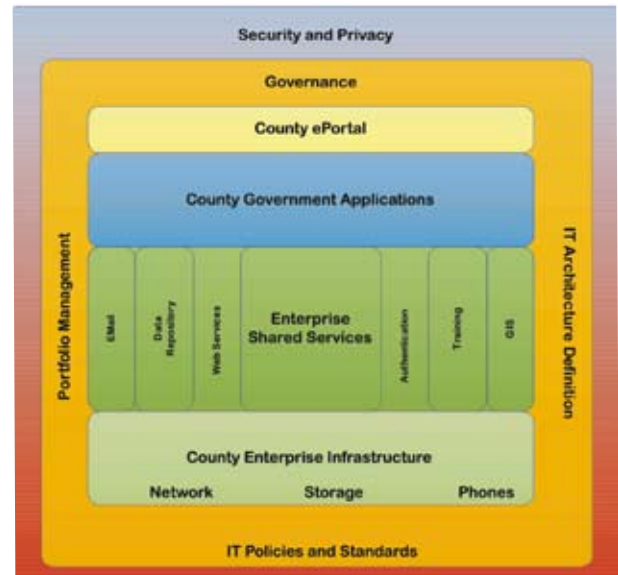 Security and Privacy
Governance
County ePortal
County Government Applications
Portfolio Management
EMail
Data
Repository
Web Services
Enterprise
Shared Services
Authentication
Training
GIS
IT Architecture Definition
County Enterprise Infrastructure
Network Storage Phones
IT Policies and Standards